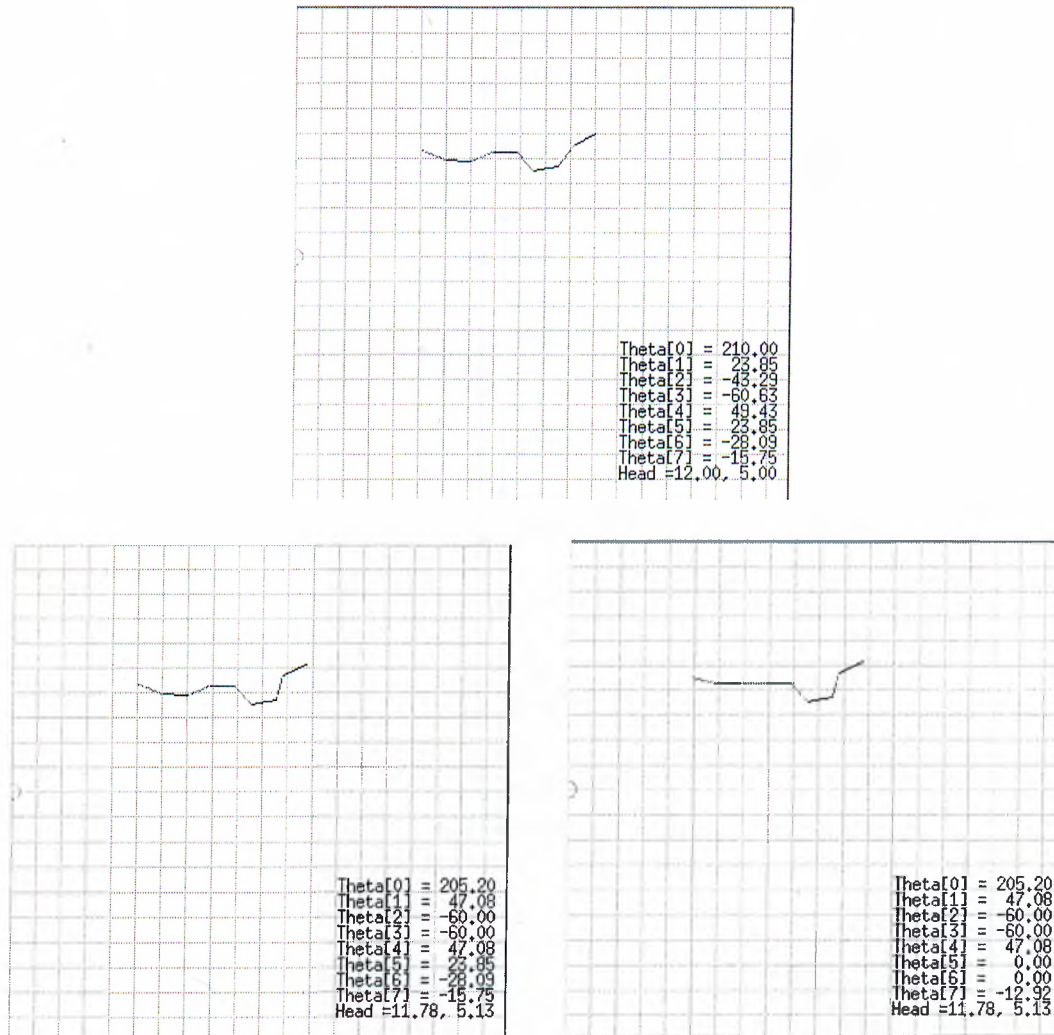 Theta[0] = 210.00
Theta[1] = 23.85
Theta[2] = -43.29
Theta[3] = -60.63
Theta[4] = 49.43
Theta[5] = 23.85
Theta[6] = -28.09
Theta[7] = -15.75
Head =12.00, 5.00
Theta[0] = 205.20
Theta[1] = 47.08
Theta[2] = -60.00
Theta[3] = -60.00
Theta[4] = 47.08
Theta[5] = 23.85
Theta[6] = -28.09
Theta[7] = -15.75
Head =11.78, 5.13
Theta[0] = 205.20
Theta[1] = 47.08
Theta[2] = -60.00
Theta[3] = -60.00
Theta[4] = 47.08
Theta[5] = 0.00
Theta[6] = 0.00
Theta[7] = -12.92
Head =11.78, 5.13